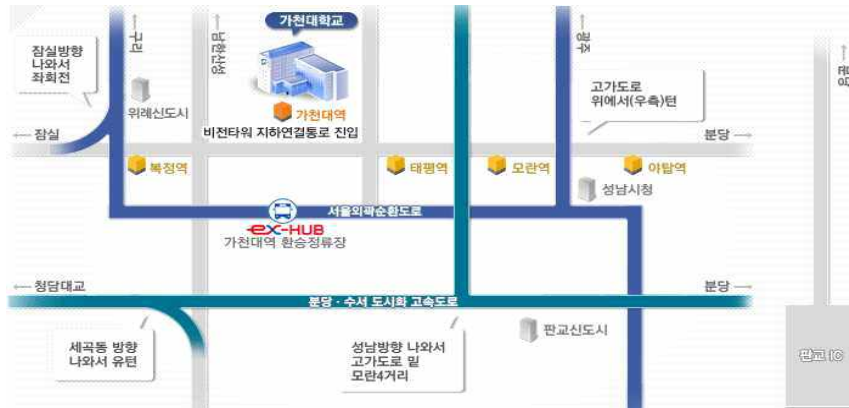 가천대학교
잠실방향
나와서
좌회전
구리
남한산성
광주
분당
고가도로
위에서(우측)턴
위례신도시
가천대역
비전타워 지하연결통로 진입
← 잠실
분당 →
복정역
태평역
모란역
야탑역
성남시청
서울외곽순환도로
ex-HUB
가천대역 환승정류장
← 청담대교
분당 →
분당 · 수서 도시화 고속도로
세곡동 방향
나와서 유턴
성남방향 나와서
고가도로 밑
모란4거리
판교신도시
판교 IC